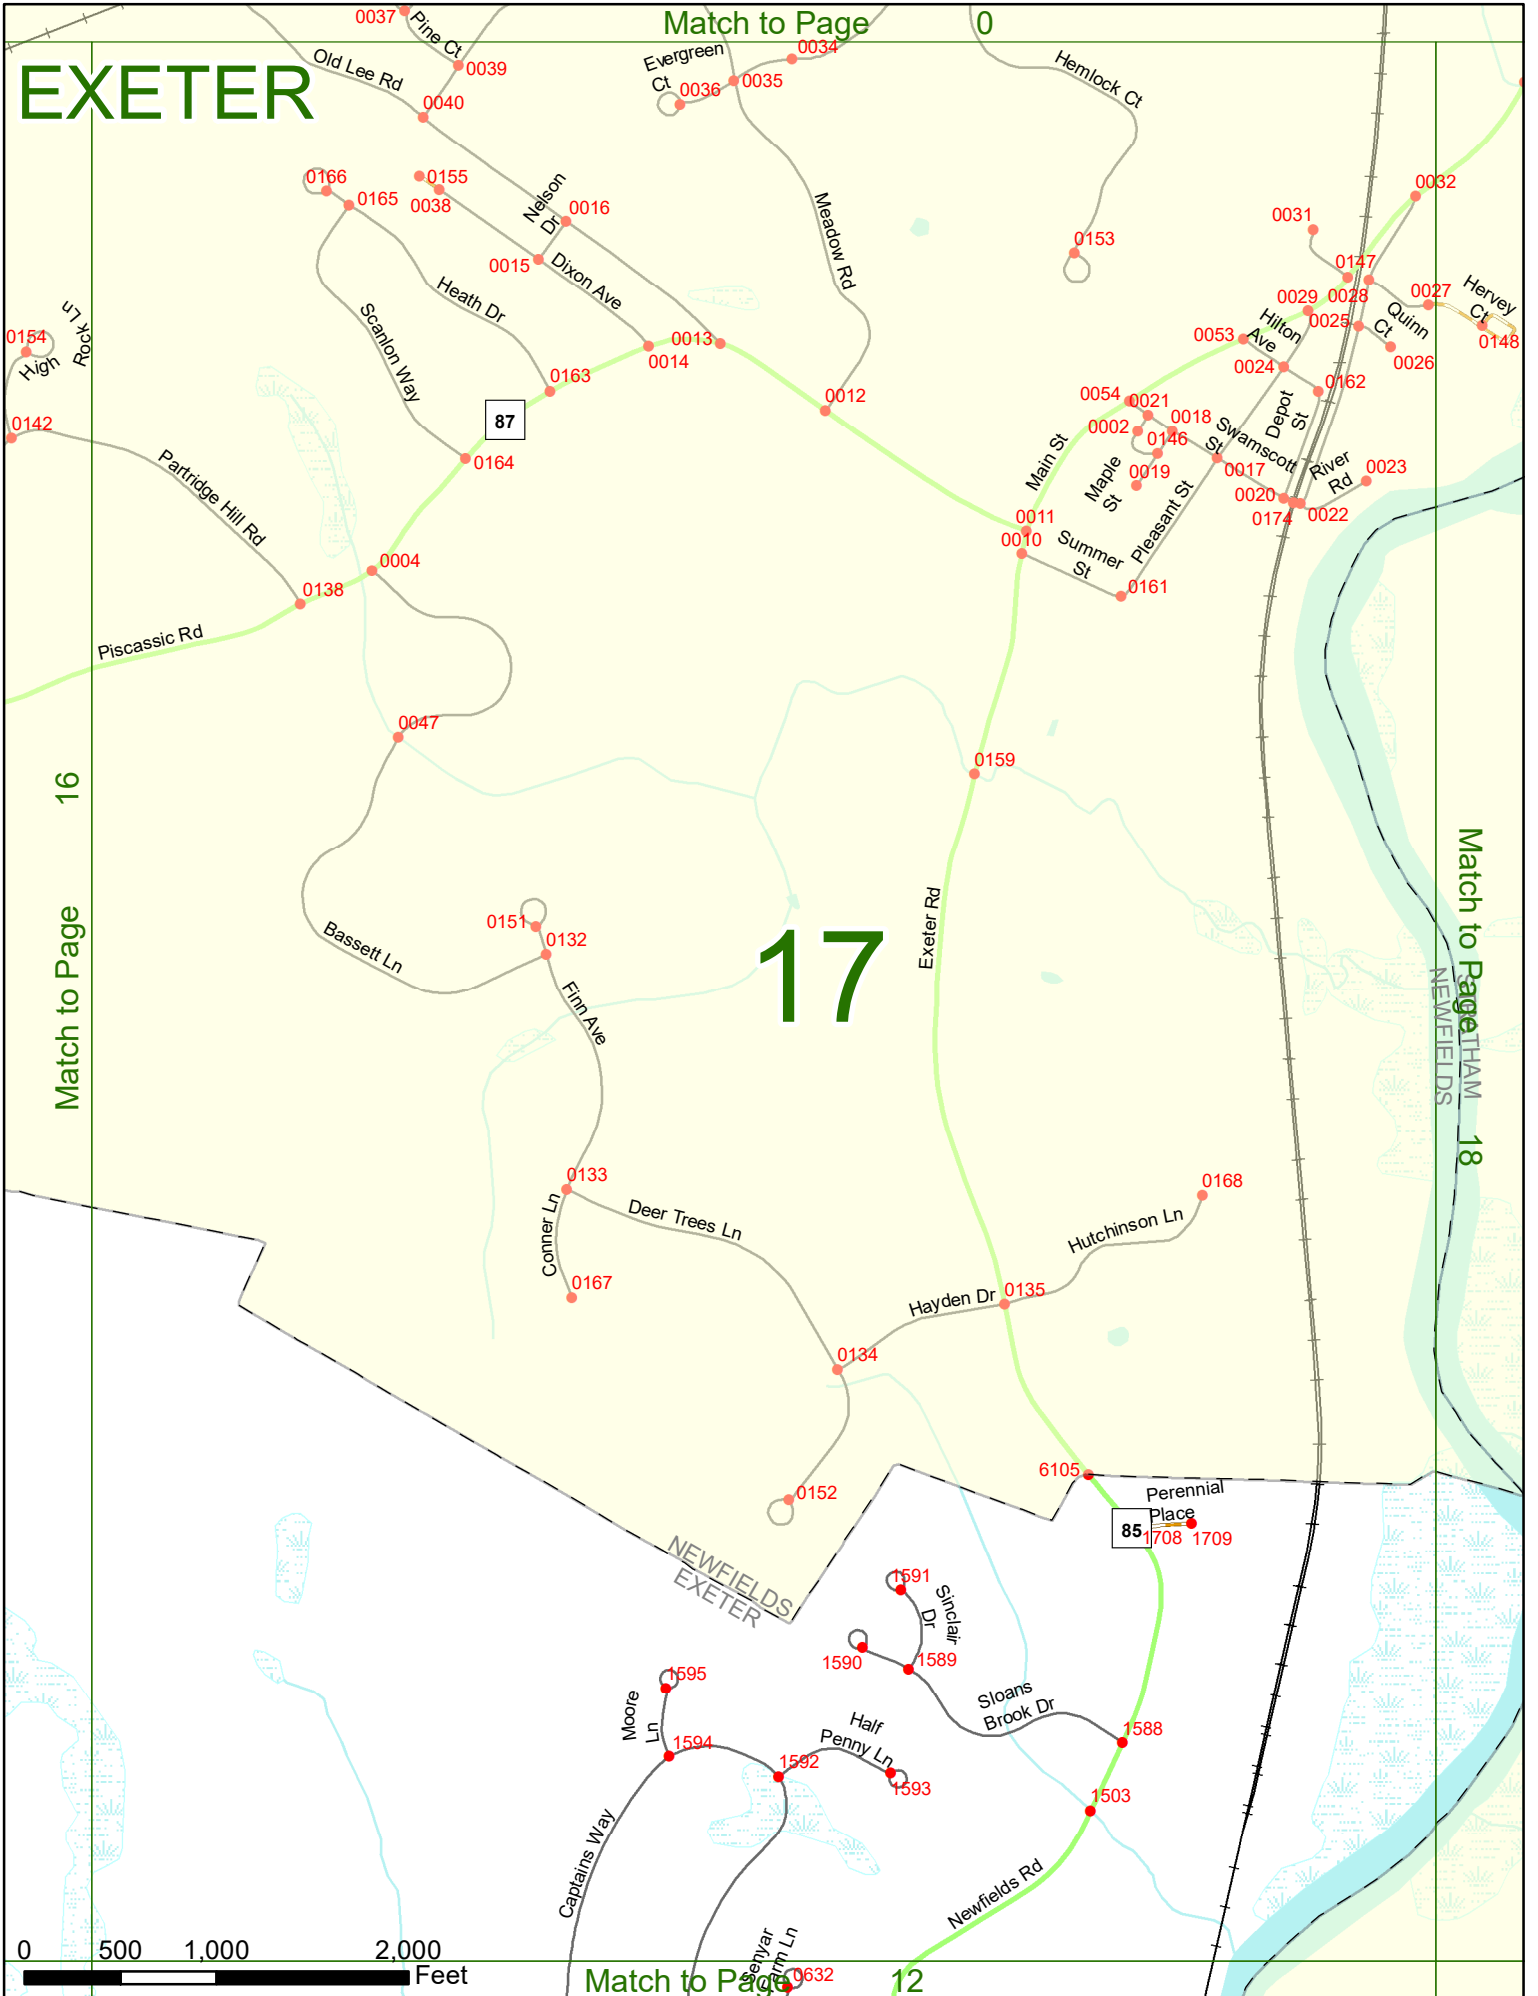 Match to Page 0
0037
Pine Ct
0039
Old Lee Rd
0040
Evergreen
Ct
0036
0035
0034
Hemlock Ct
EXETER
0166
0165
0155
0038
Nelson
Dr
0016
0015
Dixon Ave
Meadow Rd
0153
0032
0031
0147
0029
0028
0027
Hervey
Ct
0148
Hilton
Ave
0025
Quinn
Ct
0026
0053
0024
0162
Heath Dr
Scanlon Way
High
Rock Ln
0154
0142
0013
0014
0012
0163
87
0164
0054
0021
0002
0018
0146
0019
Maple
St
Main St
Swamscott
St
0017
Depot
St
River
Rd
0023
0020
0174
0022
Pleasant St
0011
0010
Summer
St
0161
Partridge Hill Rd
0004
0138
Piscassic Rd
0047
0159
Match to Page 16
Match to Page 18
STRATHAM
NEWFIELDS
17
Exeter Rd
0151
0132
Bassett Ln
Finn Ave
0133
Conner Ln
0167
Deer Trees Ln
0168
Hutchinson Ln
0135
Hayden Dr
0134
0152
6105
Perennial
Place
85
1708
1709
NEWFIELDS
EXETER
1591
Sinclair
Dr
1590
1589
Sloans
Brook Dr
1588
1595
Moore
Ln
1594
Half
Penny Ln
1592
1593
1503
Captains Way
Newfields Rd
Senyar
Farm Ln
0632
0 500 1,000 2,000
Feet
Match to Page 12